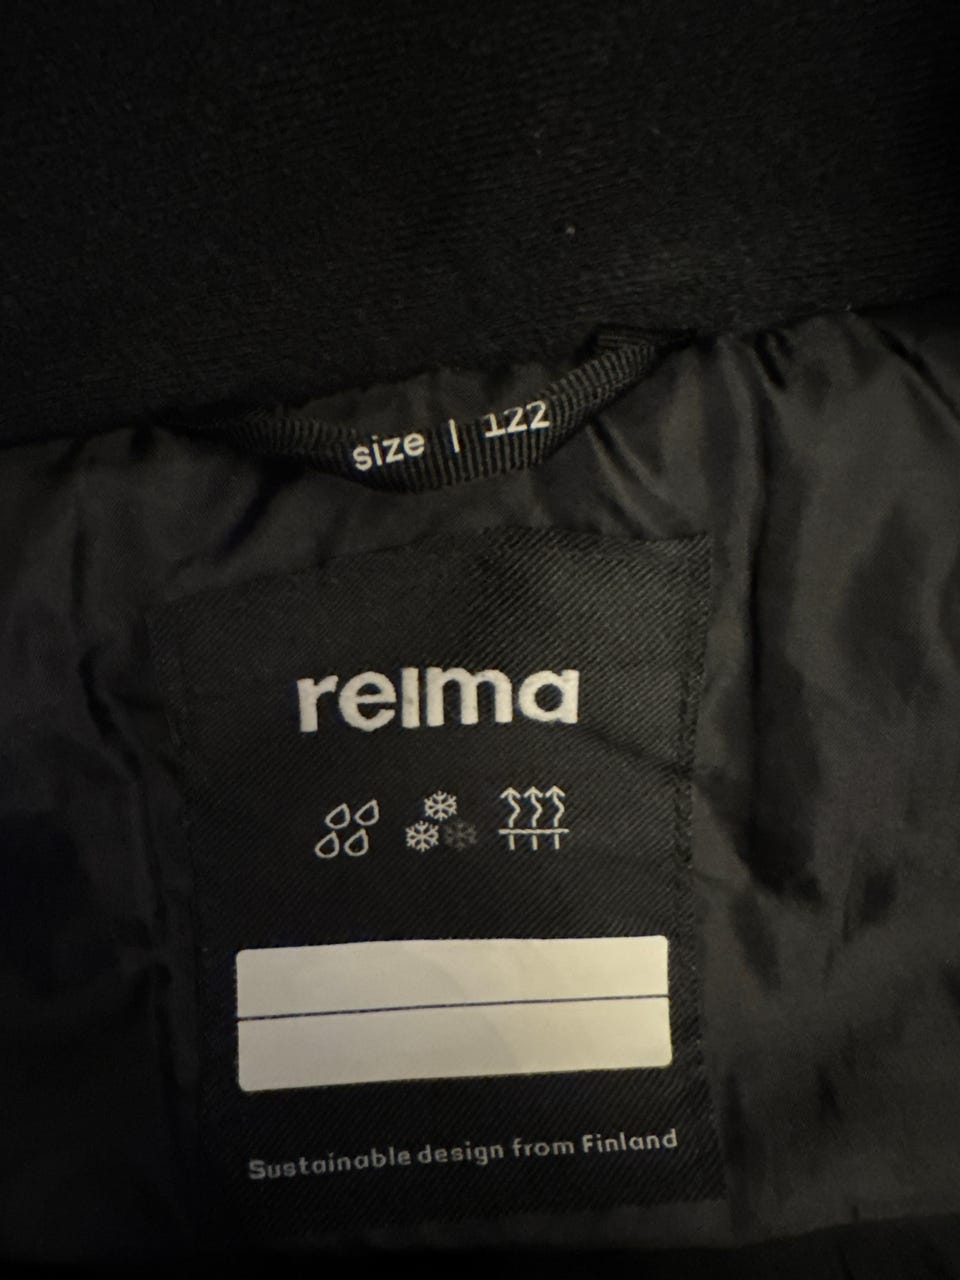 size | 122
reima
Sustainable design from Finland